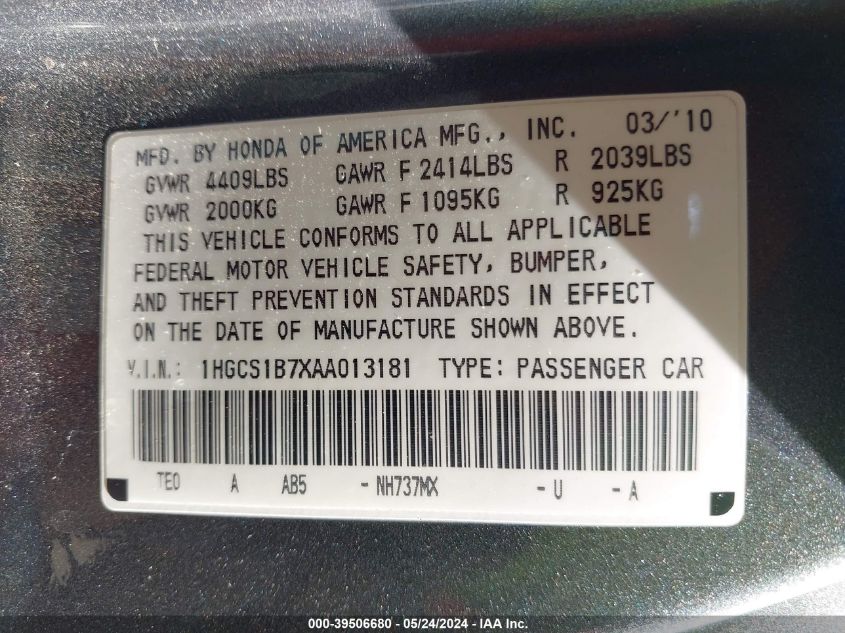 MFD. BY HONDA OF AMERICA MFG., INC. 03/'10
GVWR 4409LBS GAWR F 2414LBS R 2039LBS
GVWR 2000KG GAWR F 1095KG R 925KG
THIS VEHICLE CONFORMS TO ALL APPLICABLE
FEDERAL MOTOR VEHICLE SAFETY, BUMPER,
AND THEFT PREVENTION STANDARDS IN EFFECT
ON THE DATE OF MANUFACTURE SHOWN ABOVE.
V.I.N.: 1HGCS1B7XAA013181 TYPE: PASSENGER CAR
TE0 A AB5 - NH737MX - U - A
000-39506680 - 05/24/2024 - IAA Inc.